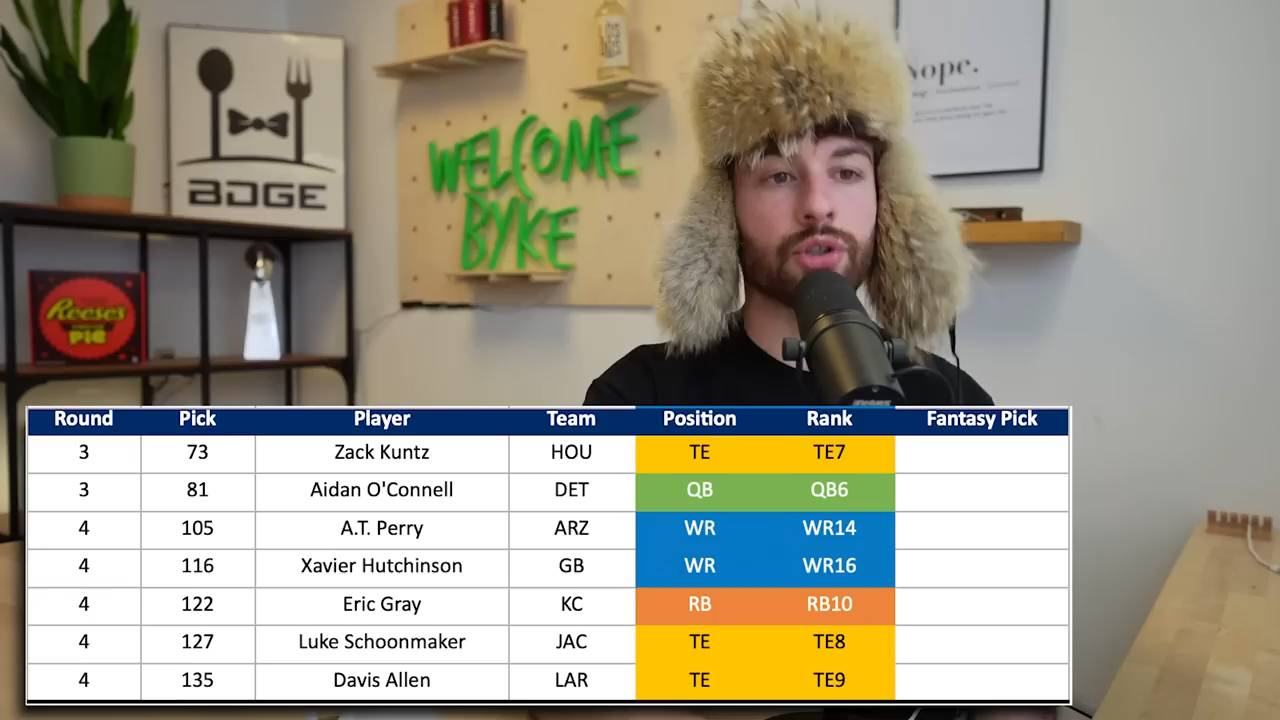 Nope.
WELCOME
BYKE
BDGE
Reese's
PIE
Round Pick Player Team Position Rank Fantasy Pick
3 73 Zack Kuntz HOU TE TE7
3 81 Aidan O'Connell DET QB QB6
4 105 A.T. Perry ARZ WR WR14
4 116 Xavier Hutchinson GB WR WR16
4 122 Eric Gray KC RB RB10
4 127 Luke Schoonmaker JAC TE TE8
4 135 Davis Allen LAR TE TE9